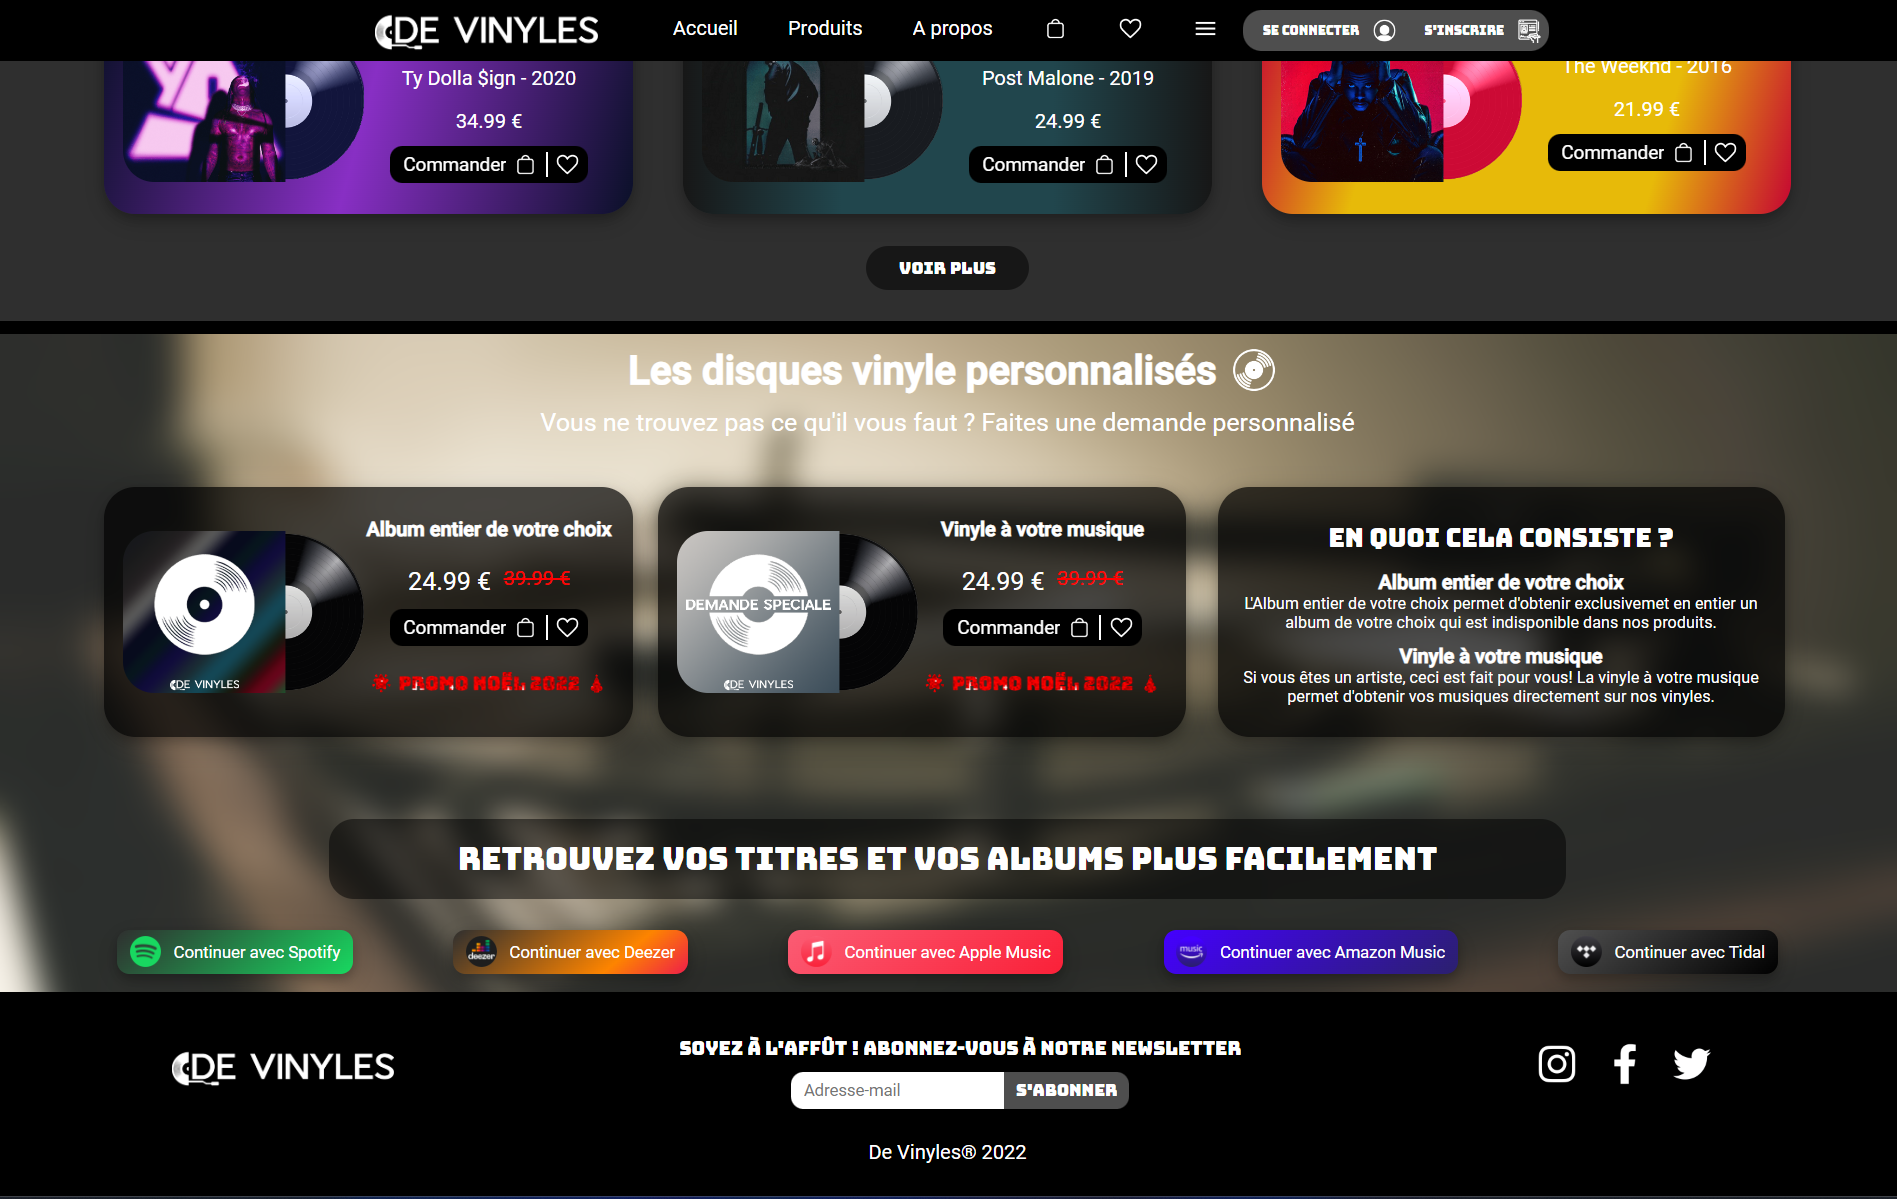 DE VINYLES
Accueil
Produits
A propos
SE CONNECTER
S'INSCRIRE
Ty Dolla $ign - 2020
34.99 €
Commander
Post Malone - 2019
24.99 €
Commander
The Weeknd - 2016
21.99 €
Commander
VOIR PLUS
Les disques vinyle personnalisés
Vous ne trouvez pas ce qu'il vous faut ? Faites une demande personnalisé
DE VINYLES
Album entier de votre choix
24.99 € 39.99 €
Commander
PROMO NOËL 2022
DEMANDE SPECIALE
DE VINYLES
Vinyle à votre musique
24.99 € 39.99 €
Commander
PROMO NOËL 2022
EN QUOI CELA CONSISTE ?
Album entier de votre choix
L'Album entier de votre choix permet d'obtenir exclusivemet en entier un
album de votre choix qui est indisponible dans nos produits.
Vinyle à votre musique
Si vous êtes un artiste, ceci est fait pour vous! La vinyle à votre musique
permet d'obtenir vos musiques directement sur nos vinyles.
RETROUVEZ VOS TITRES ET VOS ALBUMS PLUS FACILEMENT
Continuer avec Spotify
deezer
Continuer avec Deezer
Continuer avec Apple Music
music
Continuer avec Amazon Music
Continuer avec Tidal
DE VINYLES
SOYEZ À L'AFFÛT ! ABONNEZ-VOUS À NOTRE NEWSLETTER
Adresse-mail
S'ABONNER
De Vinyles® 2022